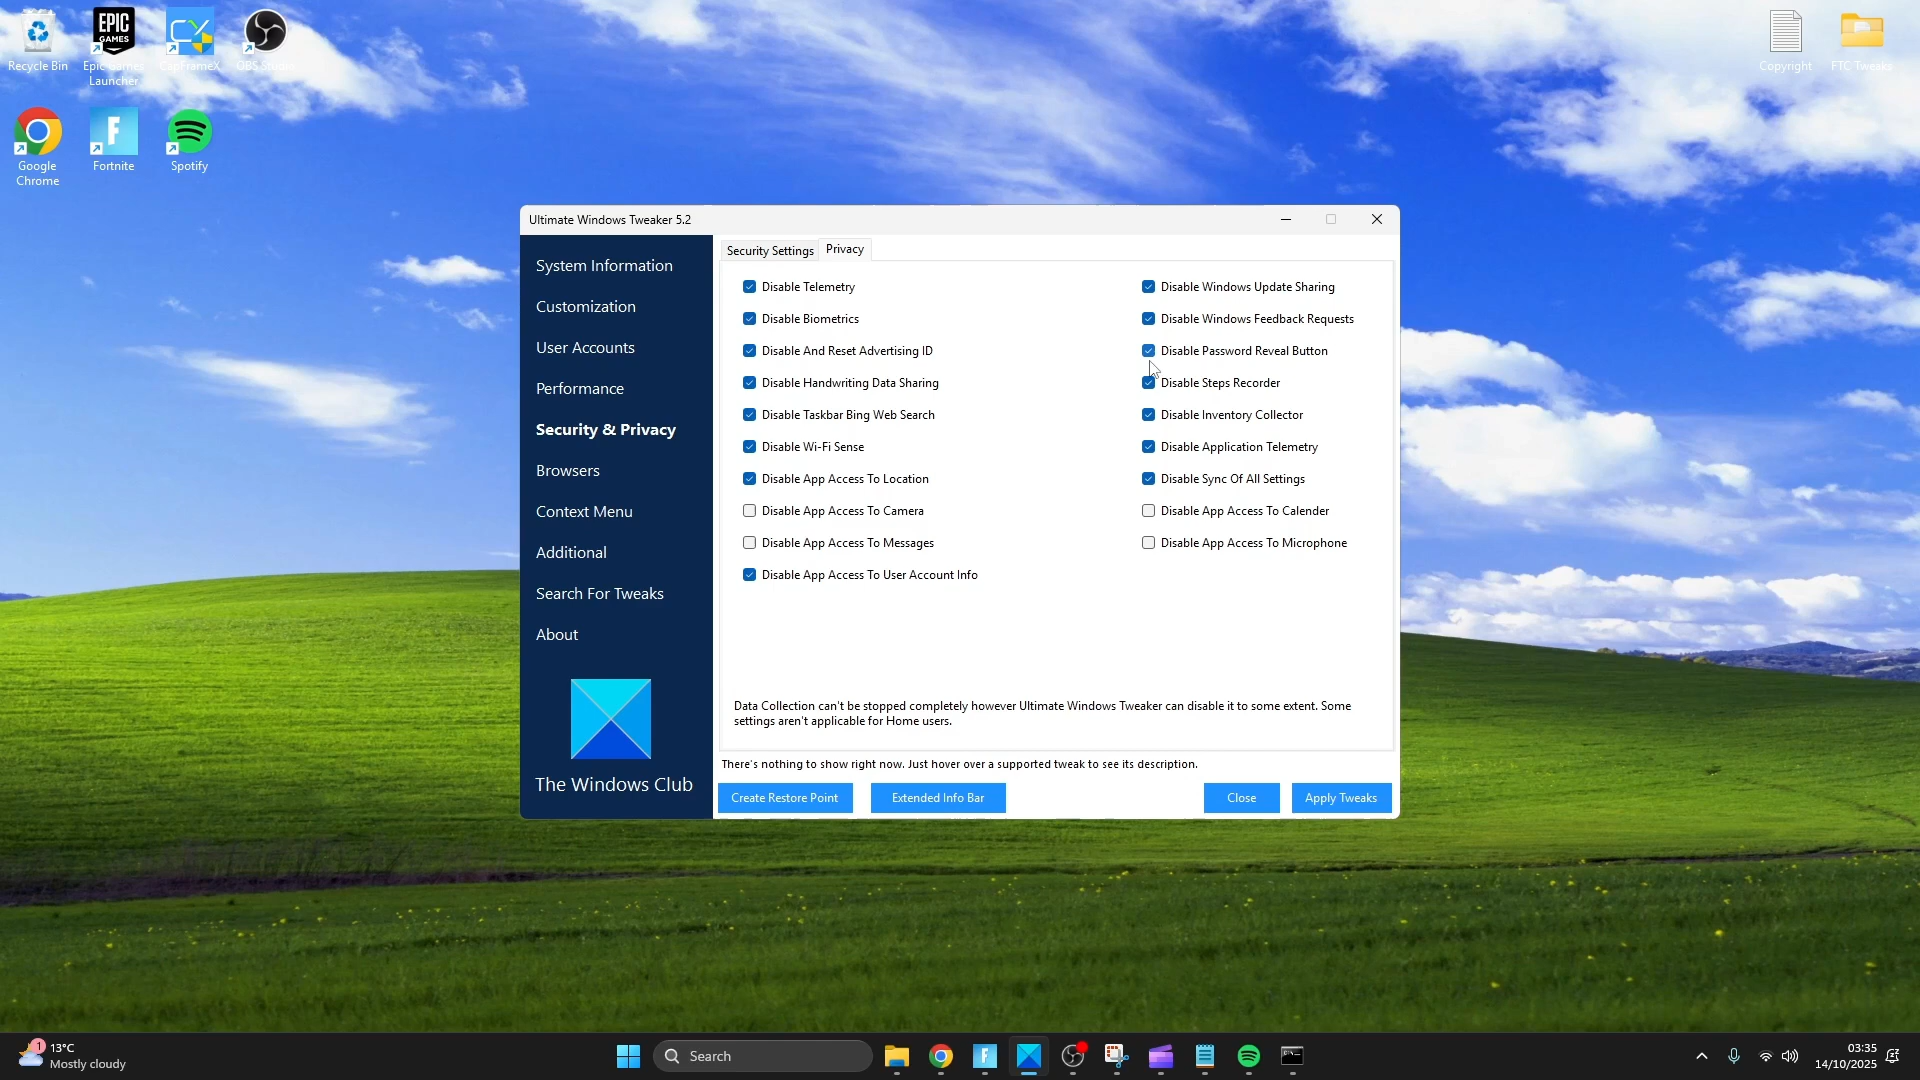 Recycle Bin
Epic Games
Launcher
CapFrameX
OBS Studio
Google
Chrome
Fortnite
Spotify
Copyright
FTC Tweaks
Ultimate Windows Tweaker 5.2
System Information
Customization
User Accounts
Performance
Security & Privacy
Browsers
Context Menu
Additional
Search For Tweaks
About
The Windows Club
Security Settings
Privacy
Disable Telemetry
Disable Biometrics
Disable And Reset Advertising ID
Disable Handwriting Data Sharing
Disable Taskbar Bing Web Search
Disable Wi-Fi Sense
Disable App Access To Location
Disable App Access To Camera
Disable App Access To Messages
Disable App Access To User Account Info
Disable Windows Update Sharing
Disable Windows Feedback Requests
Disable Password Reveal Button
Disable Steps Recorder
Disable Inventory Collector
Disable Application Telemetry
Disable Sync Of All Settings
Disable App Access To Calender
Disable App Access To Microphone
Data Collection can't be stopped completely however Ultimate Windows Tweaker can disable it to some extent. Some
settings aren't applicable for Home users.
There's nothing to show right now. Just hover over a supported tweak to see its description.
Create Restore Point
Extended Info Bar
Close
Apply Tweaks
1
13°C
Mostly cloudy
Search
03:35
14/10/2025
EPIC
GAMES